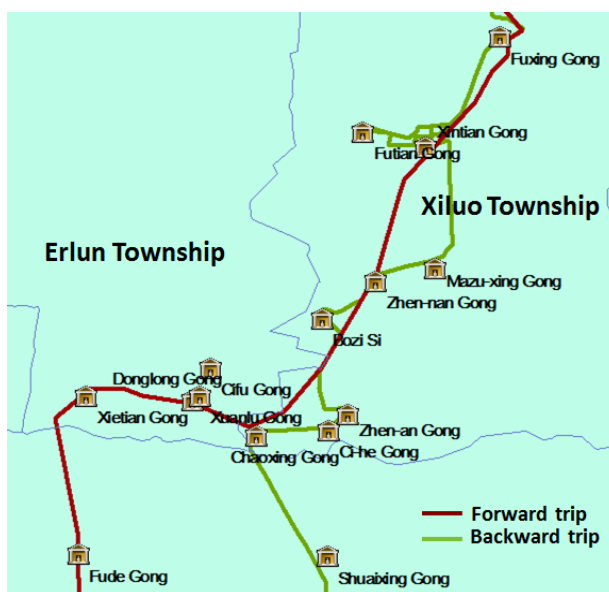 Fuxing Gong
Xintian Gong
Futian Gong
Xiluo Township
Erlun Township
Mazu-xing Gong
Zhen-nan Gong
Bozi Si
Donglong Gong
Cifu Gong
Xietian Gong
Xuanlu Gong
Zhen-an Gong
Ci-he Gong
Chaoxing Gong
Forward trip
Backward trip
Fude Gong
Shuaixing Gong